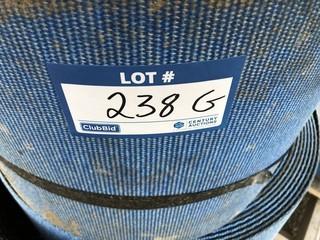 LOT #
238 G
ClubBid
CENTURY
AUCTIONS